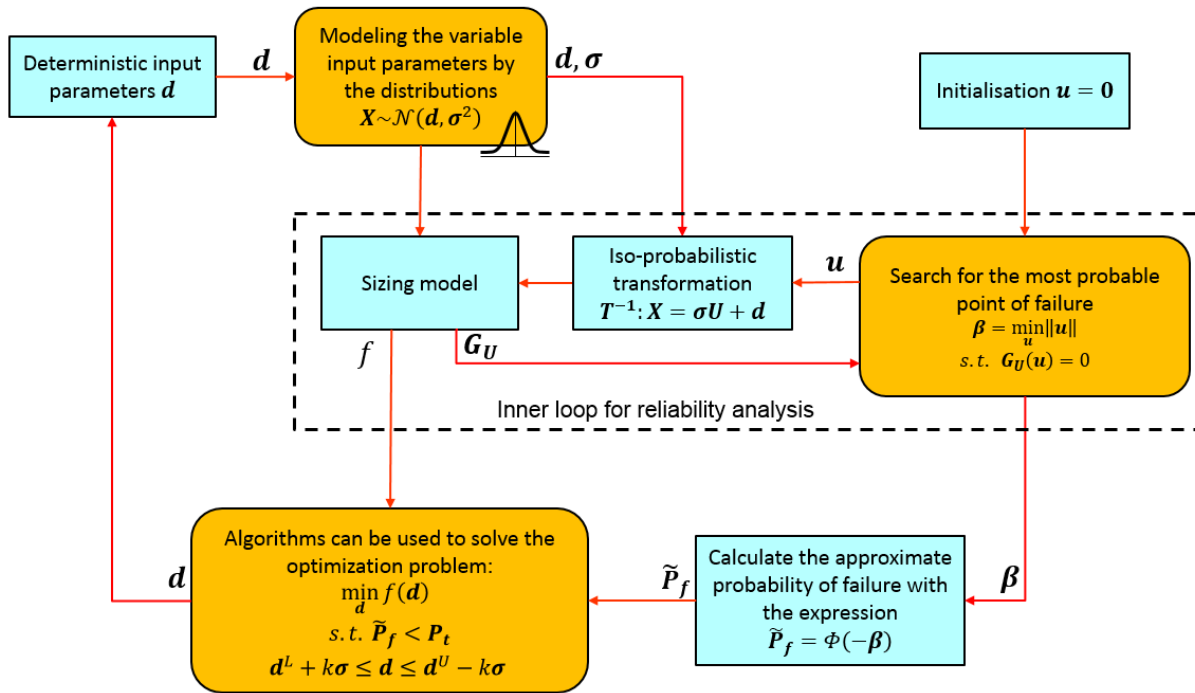 Deterministic input
parameters d
d
Modeling the variable
input parameters by
the distributions
X~𝒩(d, σ²)
d, σ
Initialisation u = 0
Sizing model
Iso-probabilistic
transformation
T⁻¹: X = σU + d
u
Search for the most probable
point of failure
β = min‖u‖
u
s. t. G_U(u) = 0
f
G_U
Inner loop for reliability analysis
d
Algorithms can be used to solve the
optimization problem:
min f(d)
d
s. t. P̃_f < P_t
d^L + kσ ≤ d ≤ d^U − kσ
P̃_f
Calculate the approximate
probability of failure with
the expression
P̃_f = Φ(−β)
β